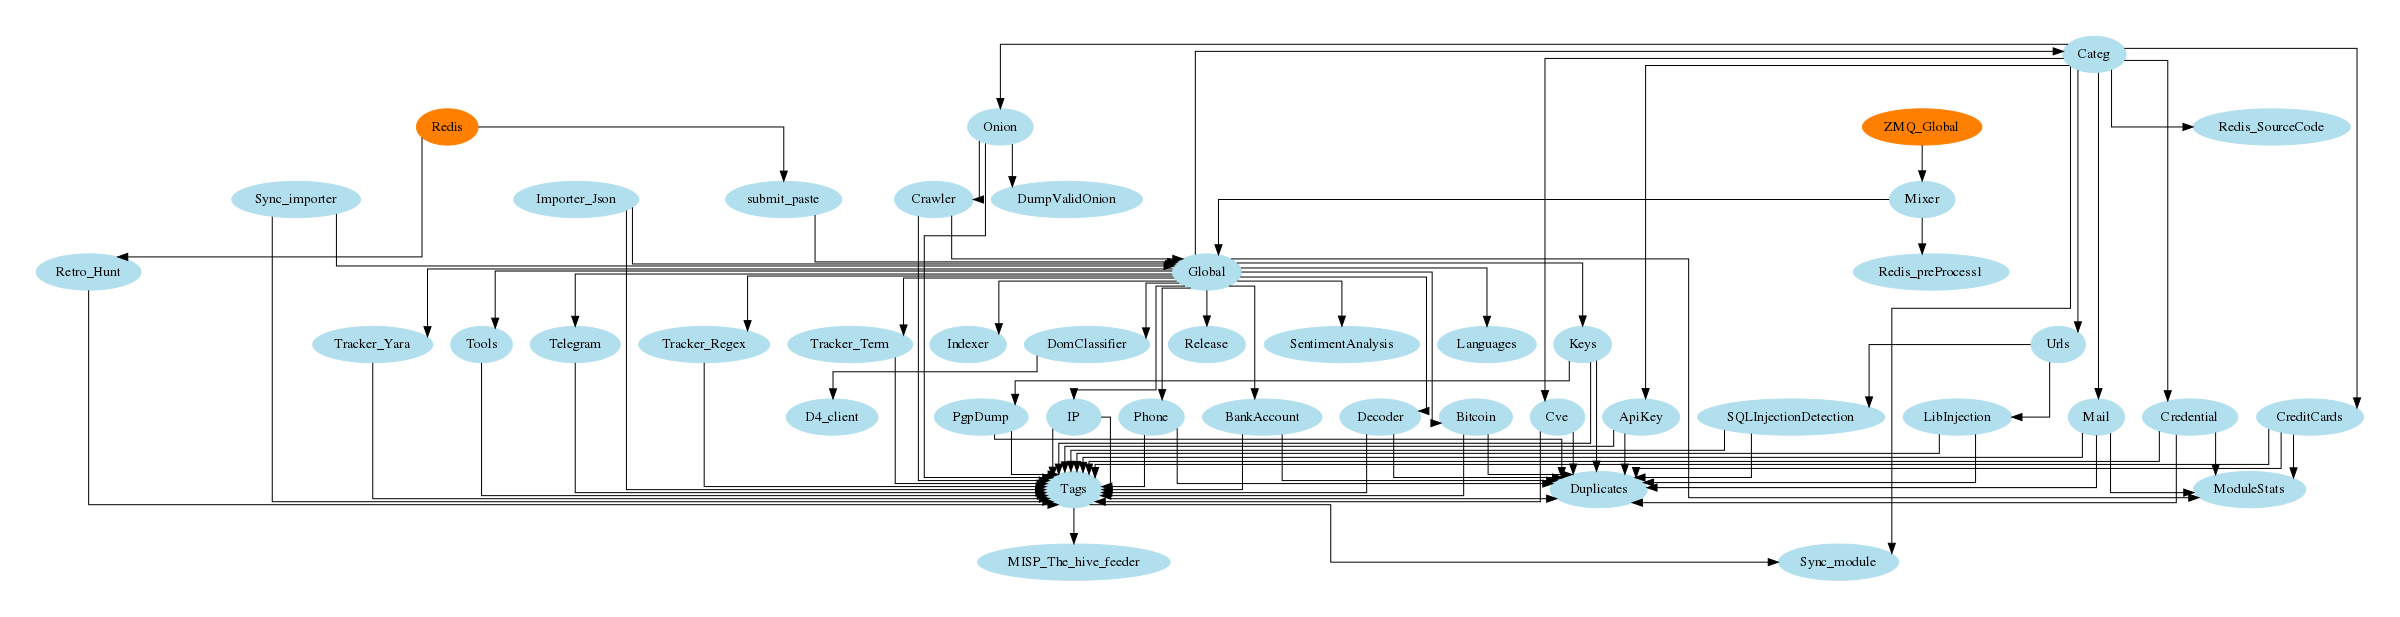 Categ
Redis
Onion
ZMQ_Global
Redis_SourceCode
Sync_importer
Importer_Json
submit_paste
Crawler
DumpValidOnion
Mixer
Retro_Hunt
Global
Redis_preProcess1
Tracker_Yara
Tools
Telegram
Tracker_Regex
Tracker_Term
Indexer
DomClassifier
Release
SentimentAnalysis
Languages
Keys
Urls
D4_client
PgpDump
IP
Phone
BankAccount
Decoder
Bitcoin
Cve
ApiKey
SQLInjectionDetection
LibInjection
Mail
Credential
CreditCards
Tags
Duplicates
ModuleStats
MISP_The_hive_feeder
Sync_module